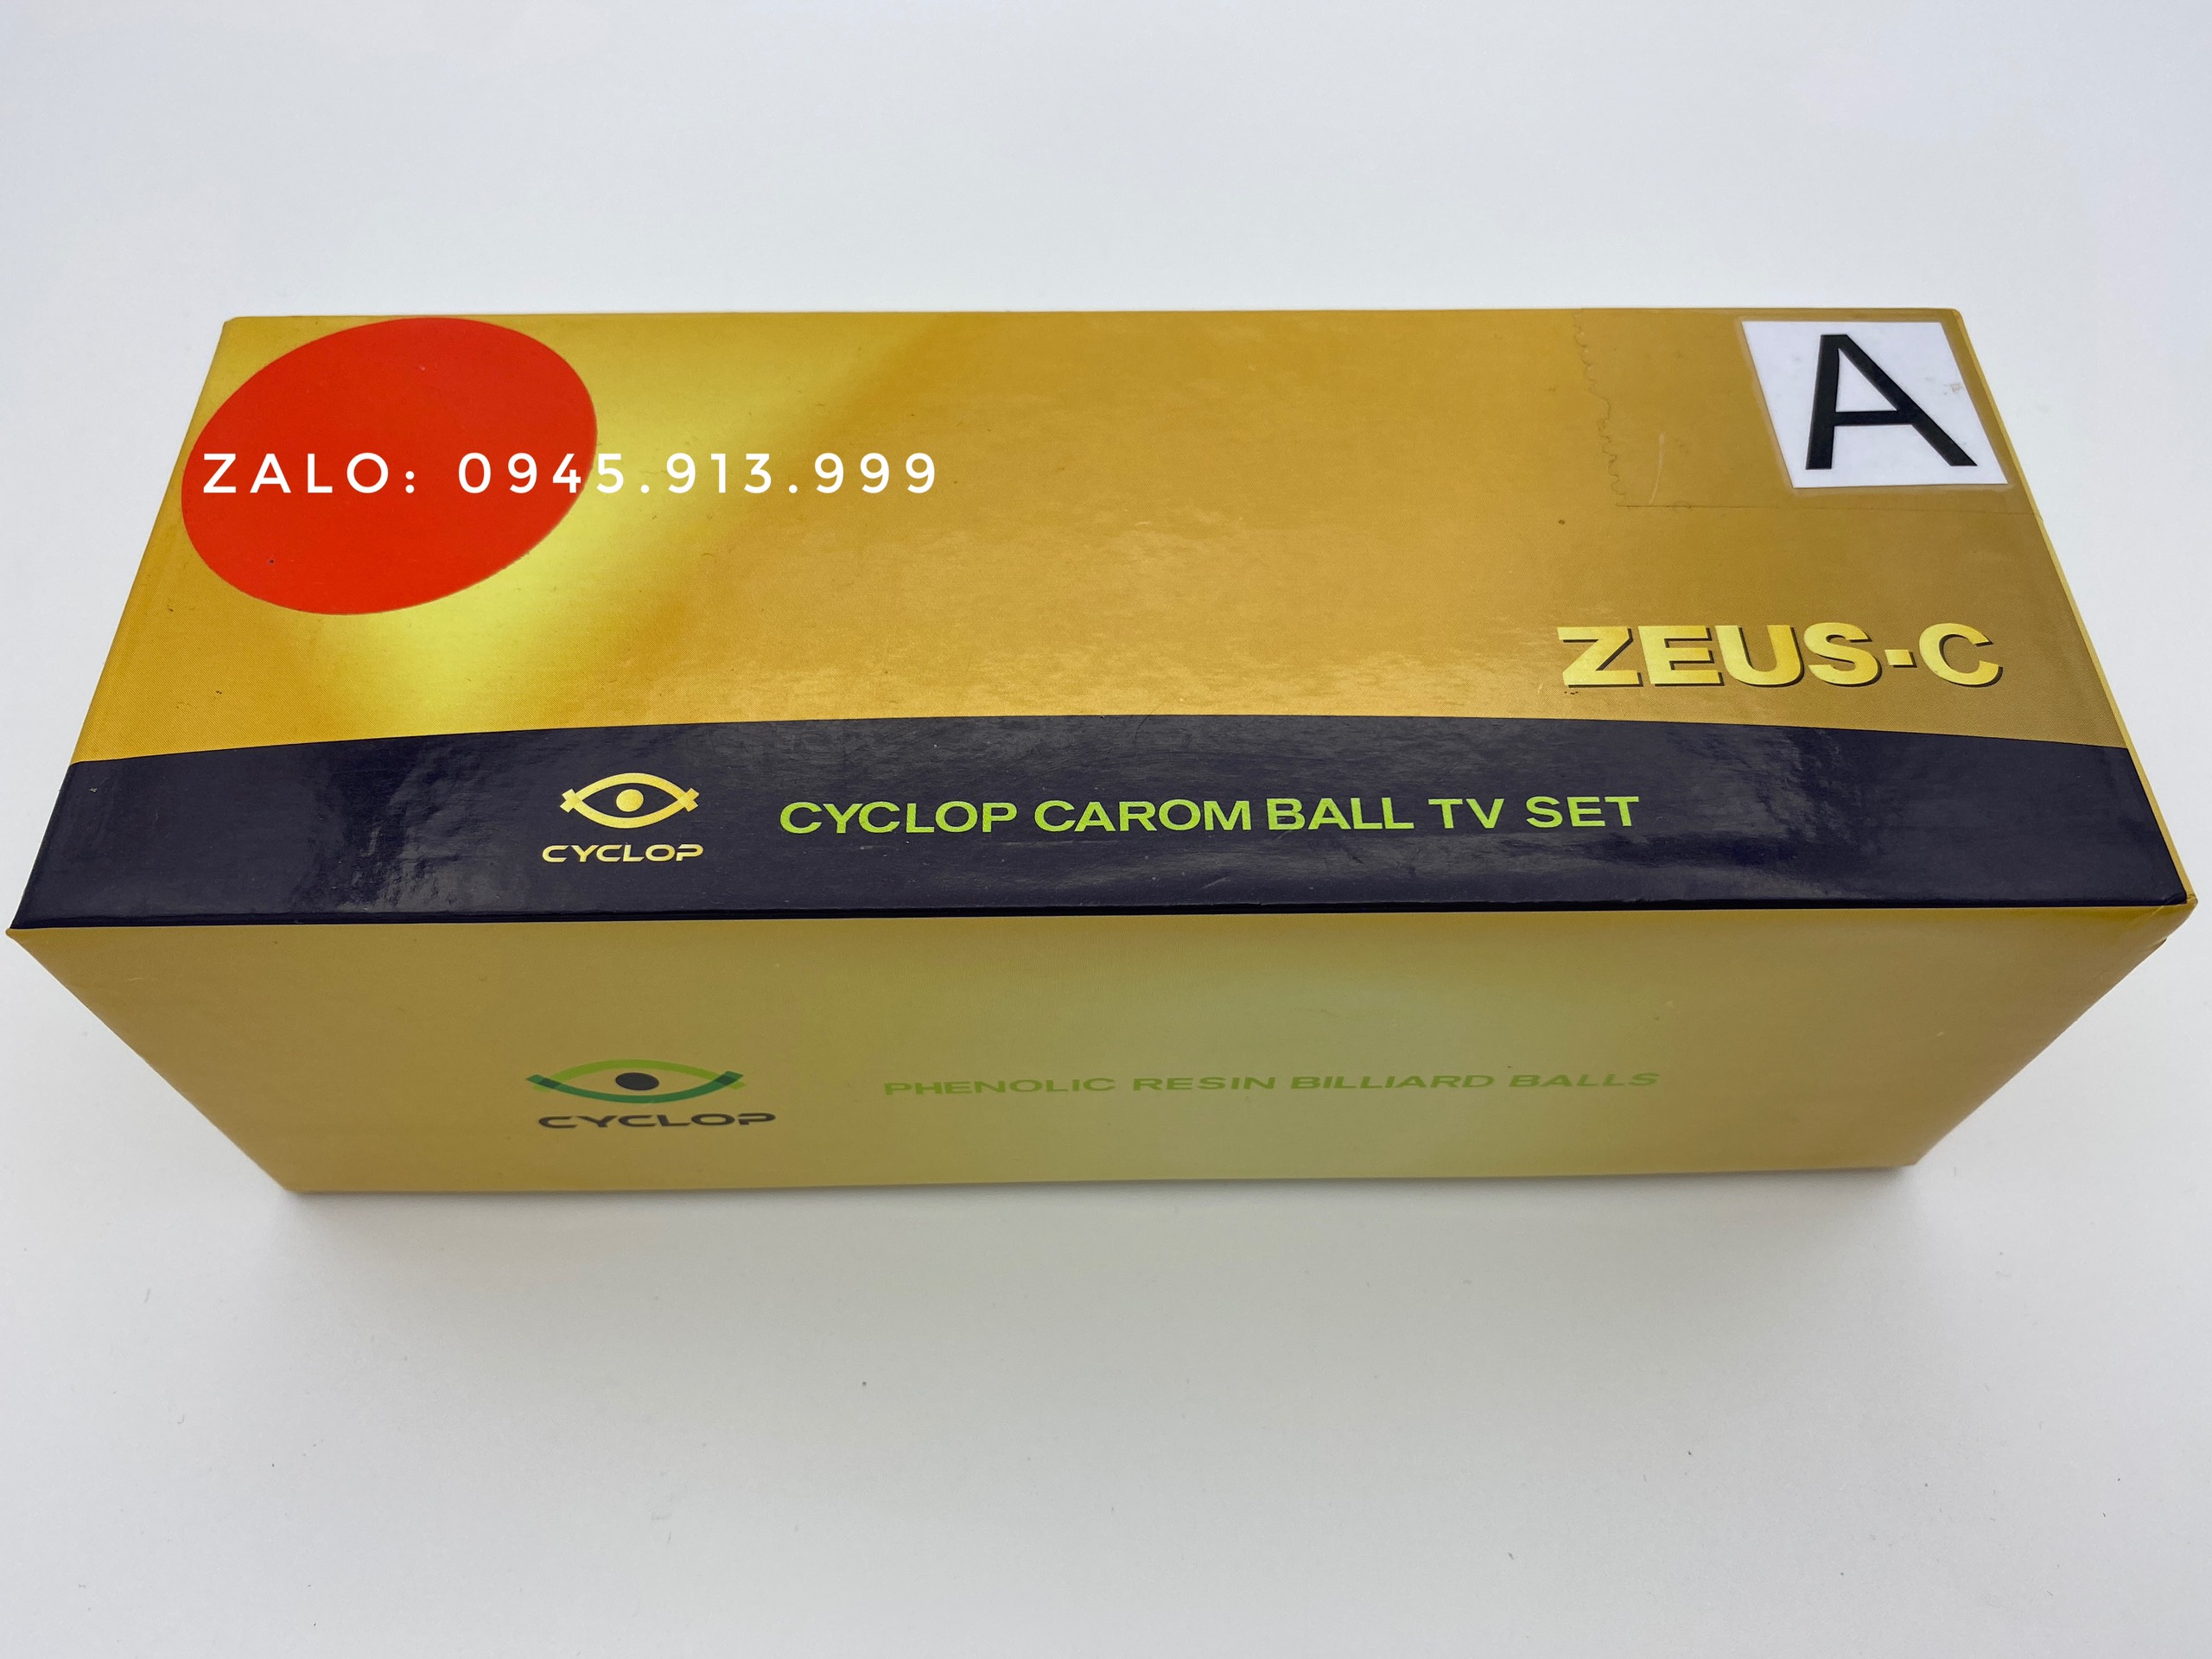 A
ZALO: 0945.913.999
ZEUS-C
CYCLOP
CYCLOP CAROM BALL TV SET
CYCLOP
PHENOLIC RESIN BILLIARD BALLS